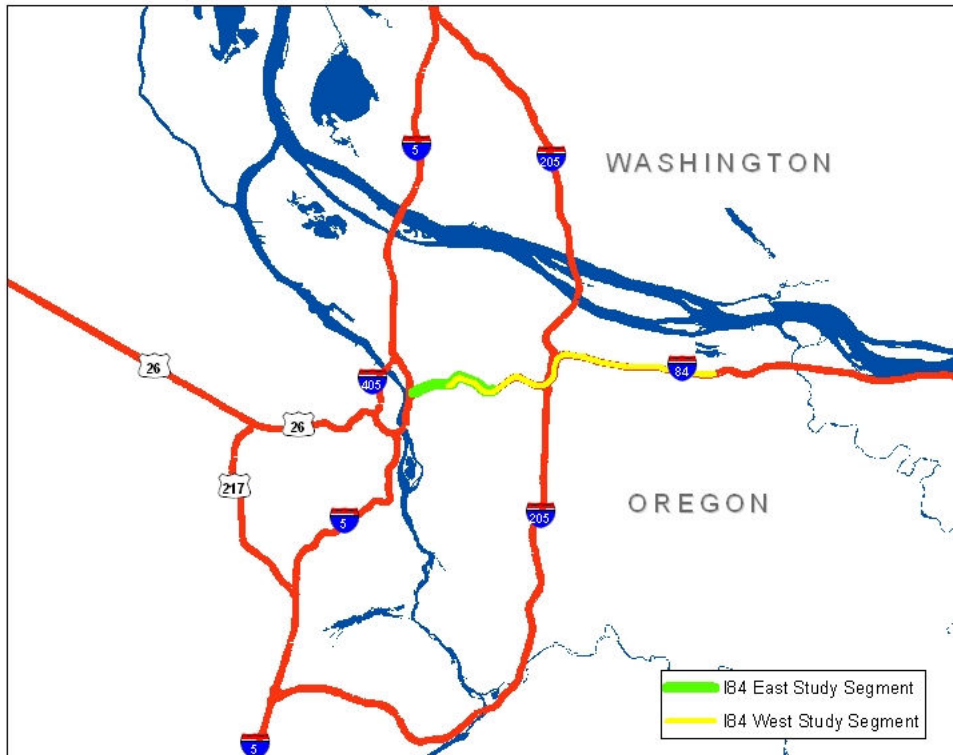 5
205
WASHINGTON
26
405
84
26
217
5
205
OREGON
I84 East Study Segment
I84 West Study Segment
5